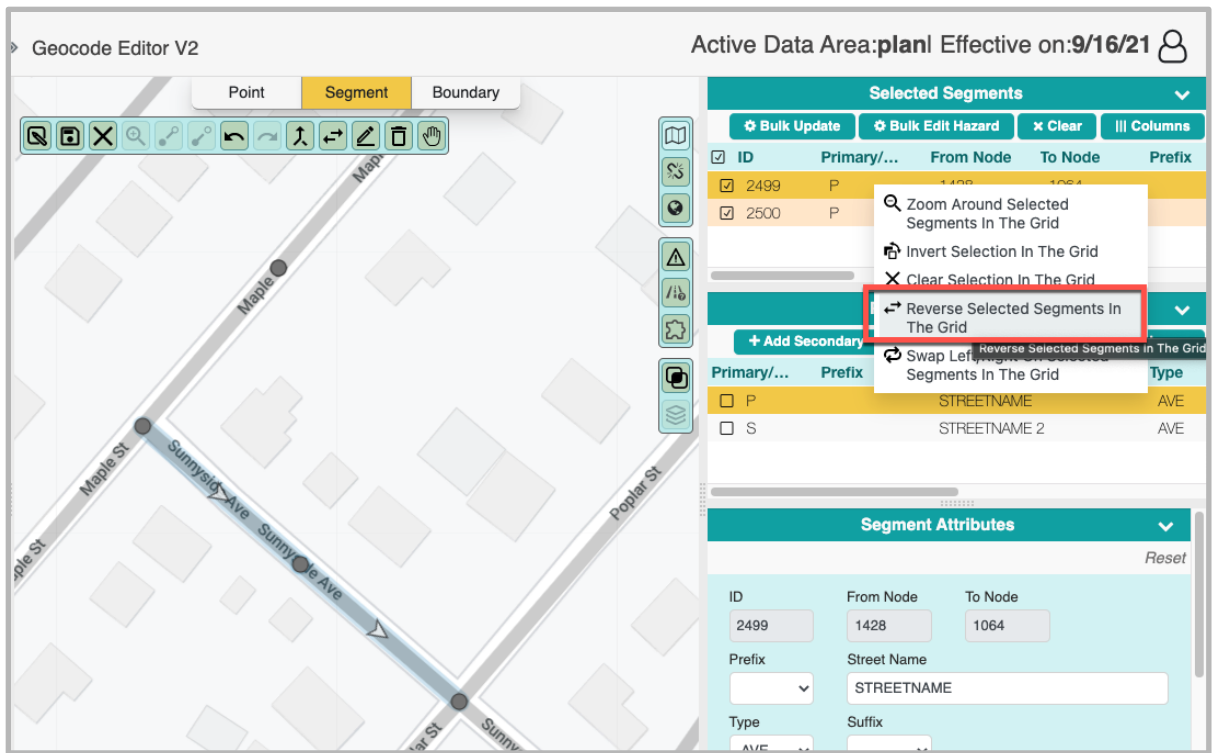 Geocode Editor V2
Active Data Area:planl Effective on:9/16/21
Point
Segment
Boundary
Maple St
Maple St
Sunnyside Ave
Sunnyside Ave
Poplar St
Selected Segments
Bulk Update
Bulk Edit Hazard
Clear
Columns
ID Primary/... From Node To Node Prefix
2499 P 1428 1064
2500 P
Zoom Around Selected
Segments In The Grid
Invert Selection In The Grid
Clear Selection In The Grid
Reverse Selected Segments In
The Grid
Reverse Selected Segments In The Grid
Swap Left/Right On Selected
Segments In The Grid
+ Add Secondary
Primary/... Prefix Type
P STREETNAME AVE
S STREETNAME 2 AVE
Segment Attributes
Reset
ID From Node To Node
2499 1428 1064
Prefix Street Name
STREETNAME
Type Suffix
AVE